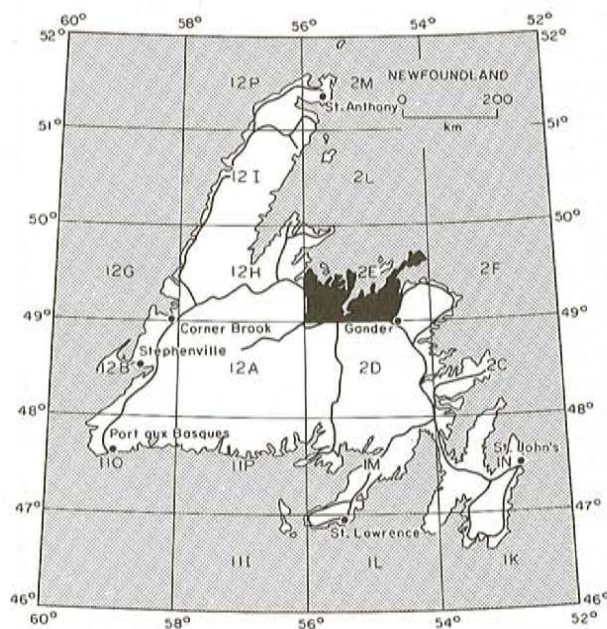 60° 58° 56° 54° 52°
52° 52°
12P 2M NEWFOUNDLAND
St. Anthony 0 200
km
51° 51°
12 I 2L
50° 50°
12G 12H 2E 2F
49° 49°
Corner Brook Gander
Stephenville
12B 12A 2D 2C
48° 48°
Port aux Basques St. John's
11O 11P 1M 1N
47° 47°
St. Lawrence
11I 1L 1K
46° 46°
60° 58° 56° 54° 52°